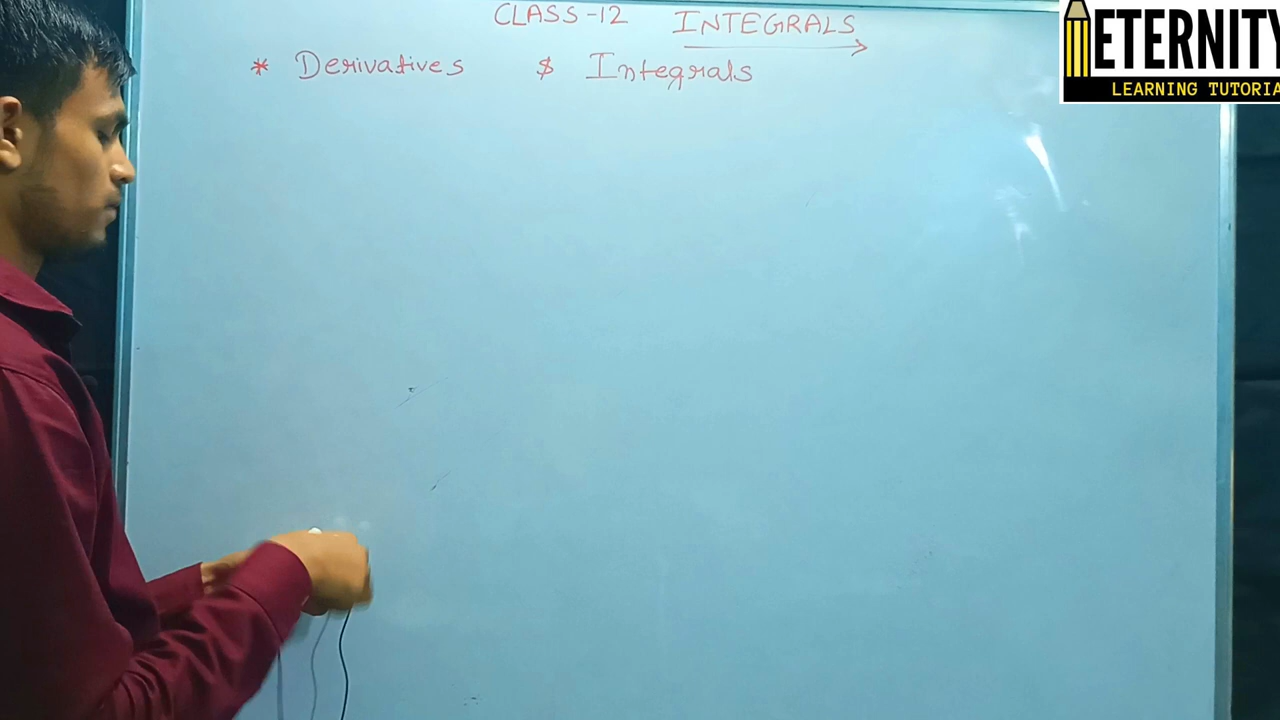 CLASS-12 INTEGRALS
* Derivatives $ Integrals
ETERNITY
LEARNING TUTORIA